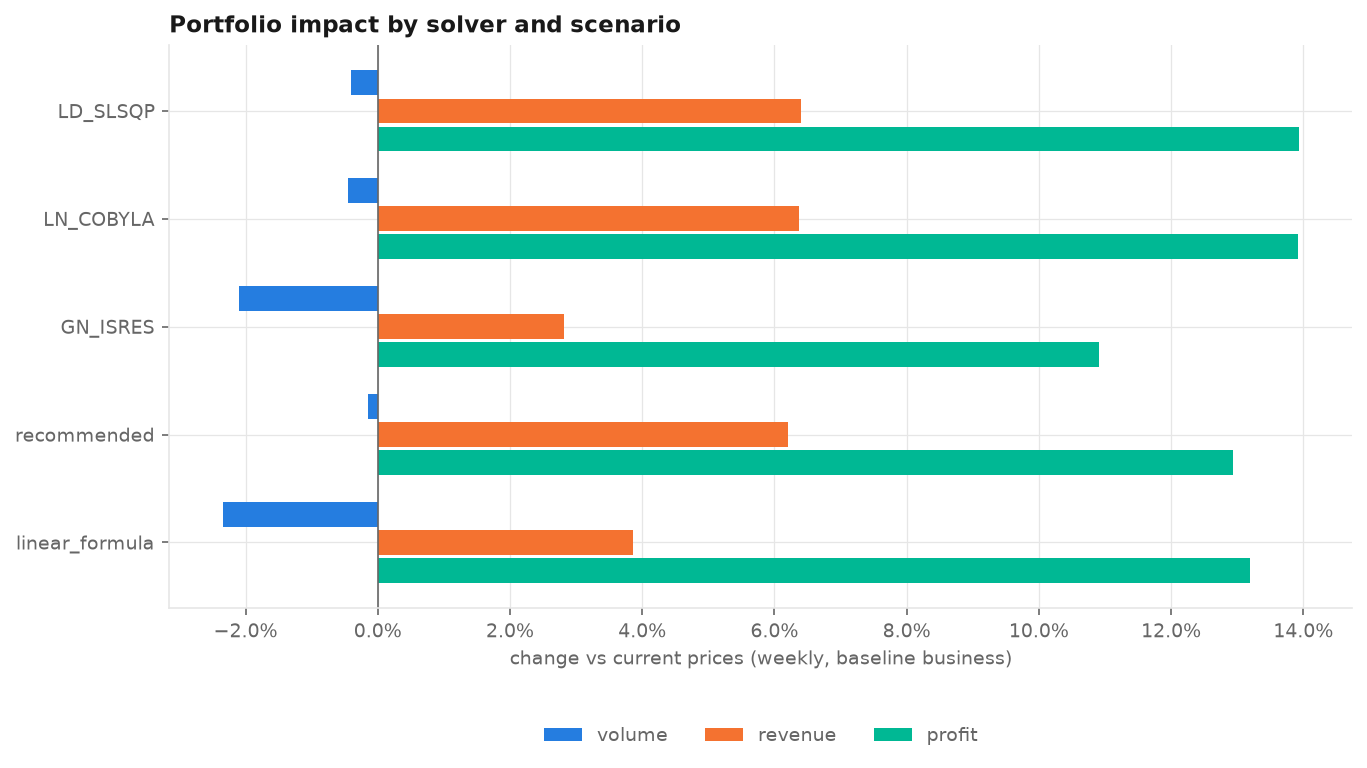 Portfolio impact by solver and scenario
LD_SLSQP
LN_COBYLA
GN_ISRES
recommended
linear_formula
−2.0% 0.0% 2.0% 4.0% 6.0% 8.0% 10.0% 12.0% 14.0%
change vs current prices (weekly, baseline business)
volume revenue profit